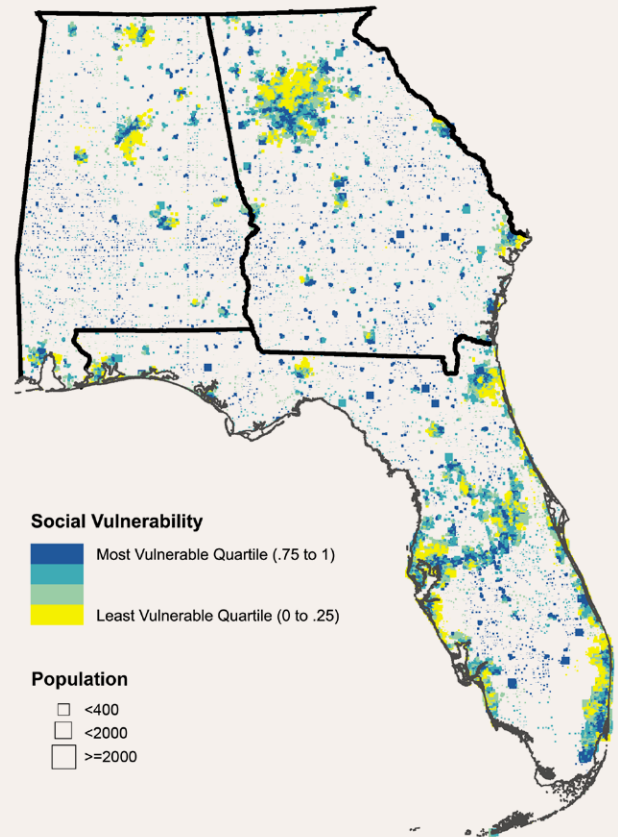 Social Vulnerability
Most Vulnerable Quartile (.75 to 1)
Least Vulnerable Quartile (0 to .25)
Population
<400
<2000
>=2000